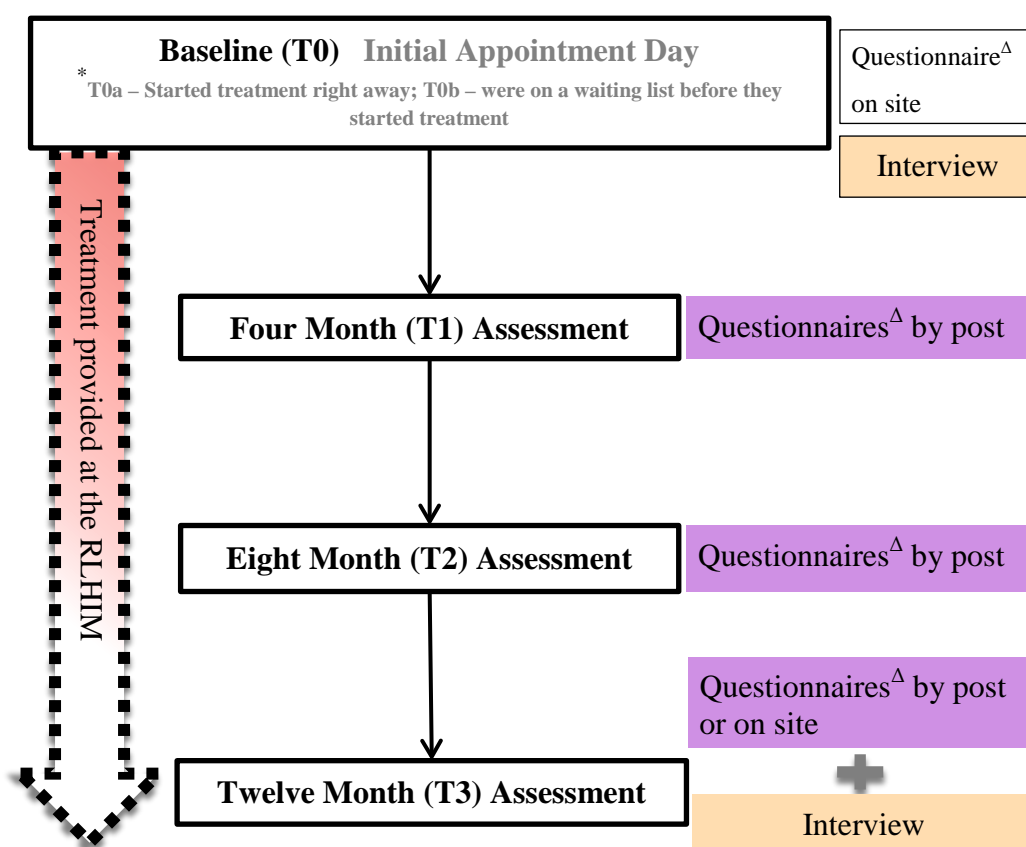 Baseline (T0) Initial Appointment Day
*T0a – Started treatment right away; T0b – were on a waiting list before they
started treatment
Questionnaire^Δ
on site
Interview
Treatment provided at the RLHIM
Four Month (T1) Assessment
Questionnaires^Δ by post
Eight Month (T2) Assessment
Questionnaires^Δ by post
Questionnaires^Δ by post
or on site
Twelve Month (T3) Assessment
Interview